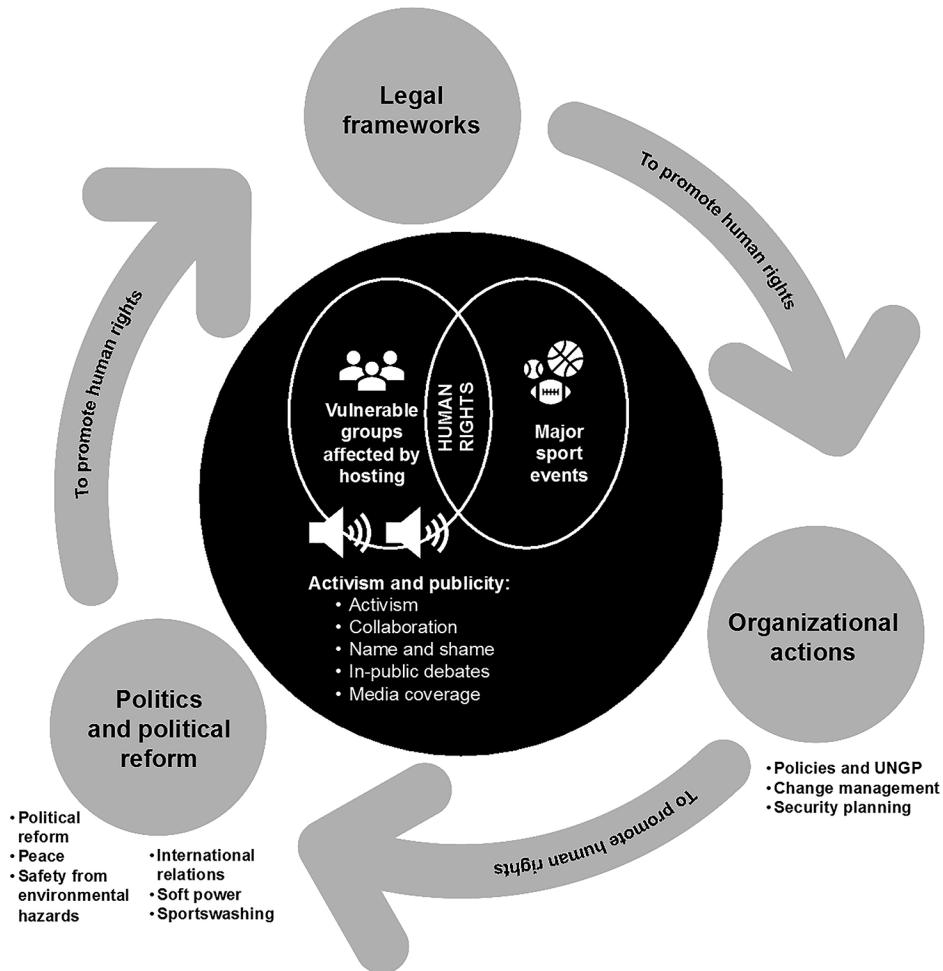 Legal
frameworks
To promote human rights
To promote human rights
Vulnerable
groups
affected by
hosting
HUMAN
RIGHTS
Major
sport
events
Activism and publicity:
• Activism
• Collaboration
• Name and shame
• In-public debates
• Media coverage
Organizational
actions
• Policies and UNGP
• Change management
• Security planning
To promote human rights
Politics
and political
reform
• Political
reform
• Peace
• Safety from
environmental
hazards
• International
relations
• Soft power
• Sportswashing